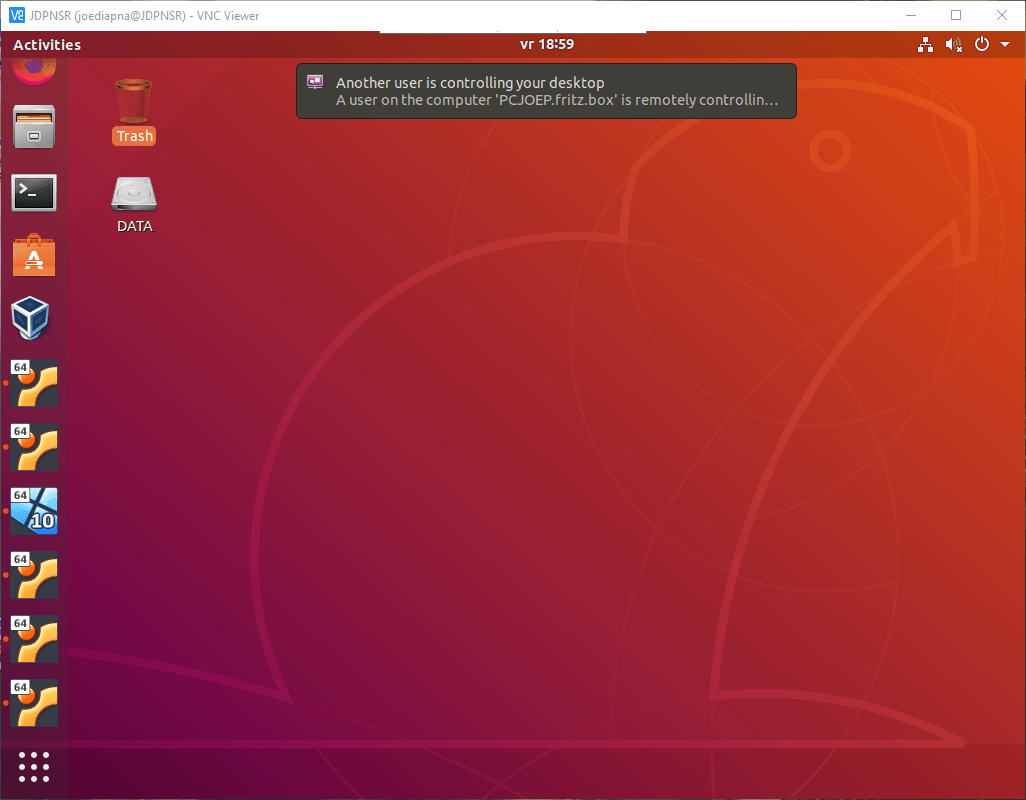 JDPNSR (joediapna@JDPNSR) - VNC Viewer
Activities
vr 18:59
Another user is controlling your desktop
A user on the computer 'PCJOEP.fritz.box' is remotely controllin…
Trash
DATA
64
64
64
10
64
64
64